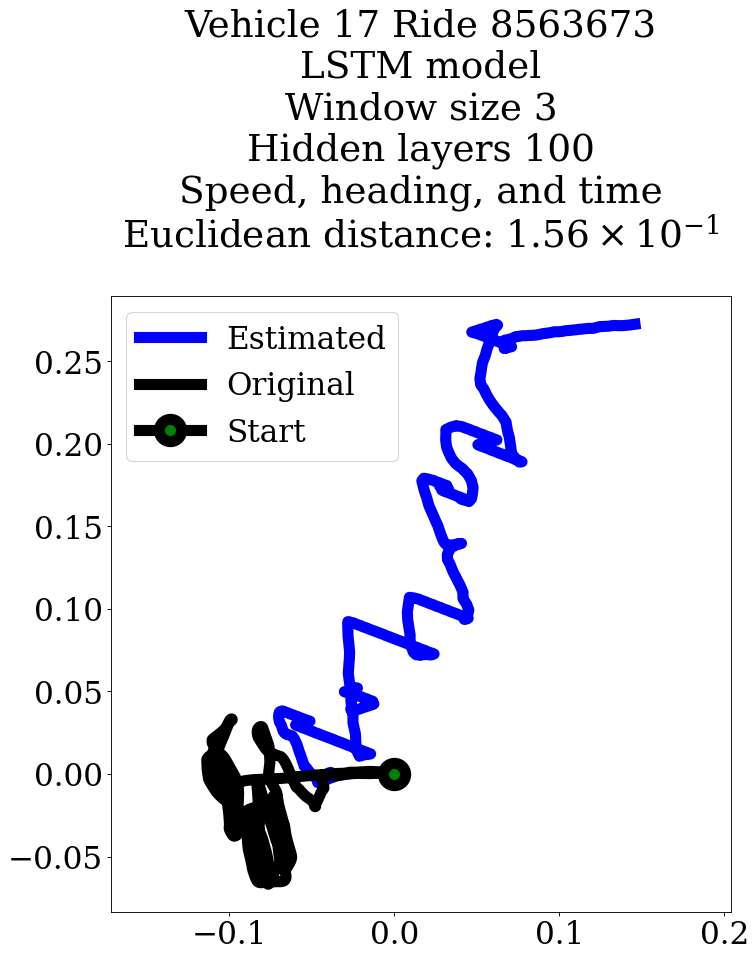 Vehicle 17 Ride 8563673
LSTM model
Window size 3
Hidden layers 100
Speed, heading, and time
Euclidean distance: 1.56 × 10⁻¹
Estimated
Original
Start
0.25
0.20
0.15
0.10
0.05
0.00
−0.05
−0.1 0.0 0.1 0.2